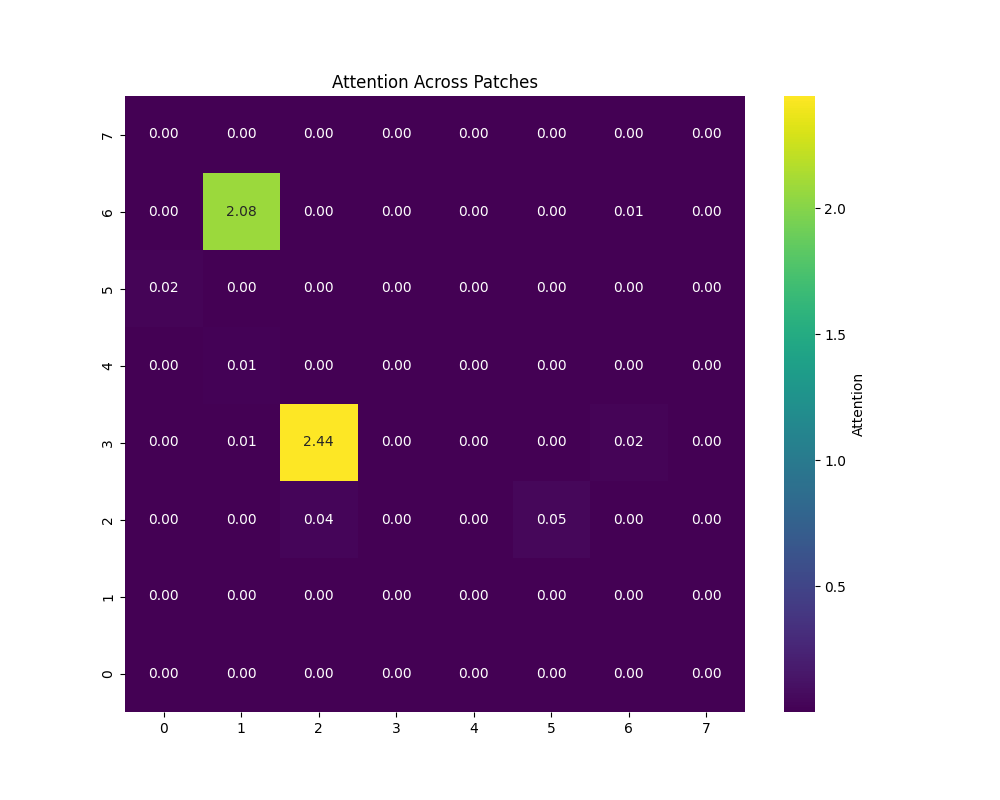 Attention Across Patches
7 0.00 0.00 0.00 0.00 0.00 0.00 0.00 0.00
6 0.00 2.08 0.00 0.00 0.00 0.00 0.01 0.00
5 0.02 0.00 0.00 0.00 0.00 0.00 0.00 0.00
4 0.00 0.01 0.00 0.00 0.00 0.00 0.00 0.00
3 0.00 0.01 2.44 0.00 0.00 0.00 0.02 0.00
2 0.00 0.00 0.04 0.00 0.00 0.05 0.00 0.00
1 0.00 0.00 0.00 0.00 0.00 0.00 0.00 0.00
0 0.00 0.00 0.00 0.00 0.00 0.00 0.00 0.00
0 1 2 3 4 5 6 7
2.0
1.5
1.0
0.5
Attention